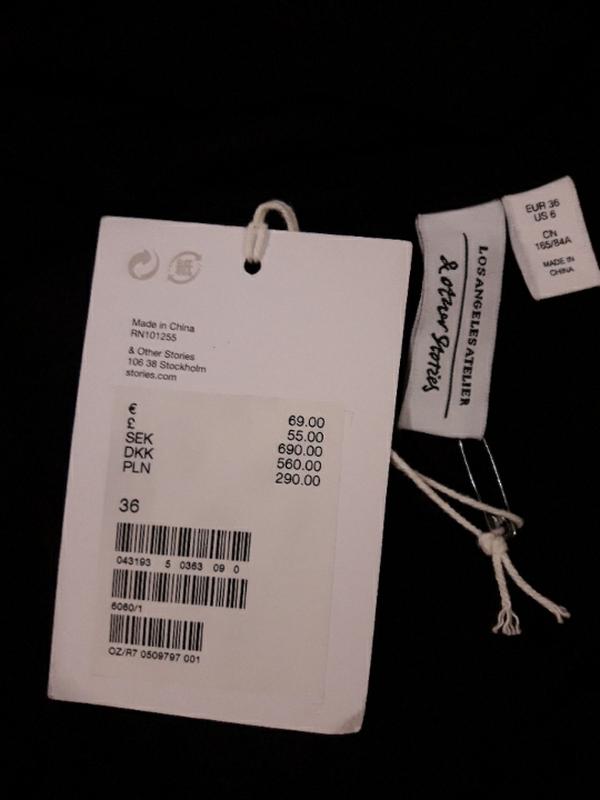 紙
Made in China
RN101255
& Other Stories
106 38 Stockholm
stories.com
€ 69.00
£ 55.00
SEK 690.00
DKK 560.00
PLN 290.00
36
043193 5 0363 09 0
6060/1
OZ/R7 0509797 001
LOS ANGELES ATELIER
& other Stories
EUR 36
US 6
CN
165/84A
MADE IN
CHINA